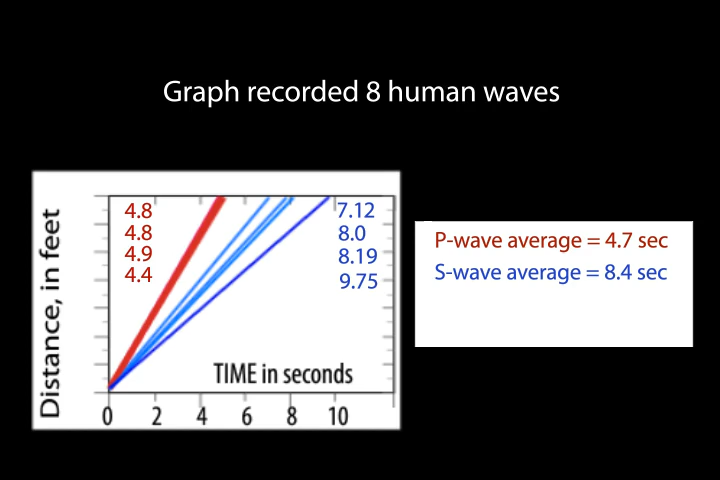 Graph recorded 8 human waves
Distance, in feet
4.8
4.8
4.9
4.4
7.12
8.0
8.19
9.75
TIME in seconds
0 2 4 6 8 10
P-wave average = 4.7 sec
S-wave average = 8.4 sec